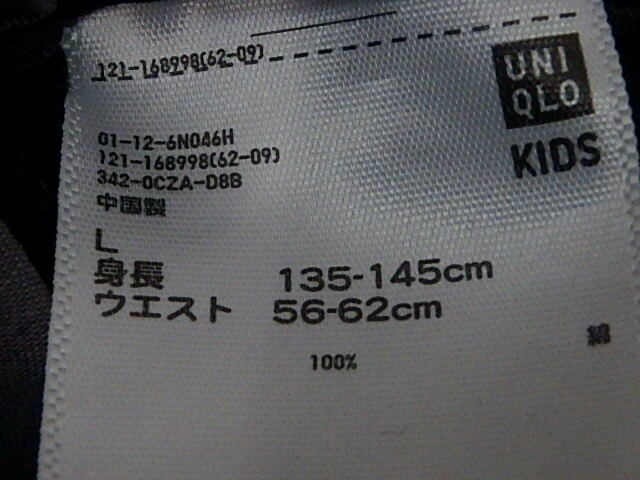 121-168998(62-09)
UNI
QLO
KIDS
01-12-6N046H
121-168998(62-09)
342-0CZA-D8B
中国製
L
身長 135-145cm
ウエスト 56-62cm
綿
100%